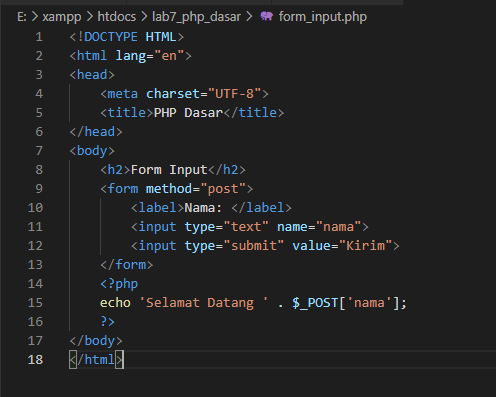 E: > xampp > htdocs > lab7_php_dasar > form_input.php
1 <!DOCTYPE HTML>
2 <html lang="en">
3 <head>
4     <meta charset="UTF-8">
5     <title>PHP Dasar</title>
6 </head>
7 <body>
8     <h2>Form Input</h2>
9     <form method="post">
10         <label>Nama: </label>
11         <input type="text" name="nama">
12         <input type="submit" value="Kirim">
13     </form>
14     <?php
15     echo 'Selamat Datang ' . $_POST['nama'];
16     ?>
17 </body>
18 </html>